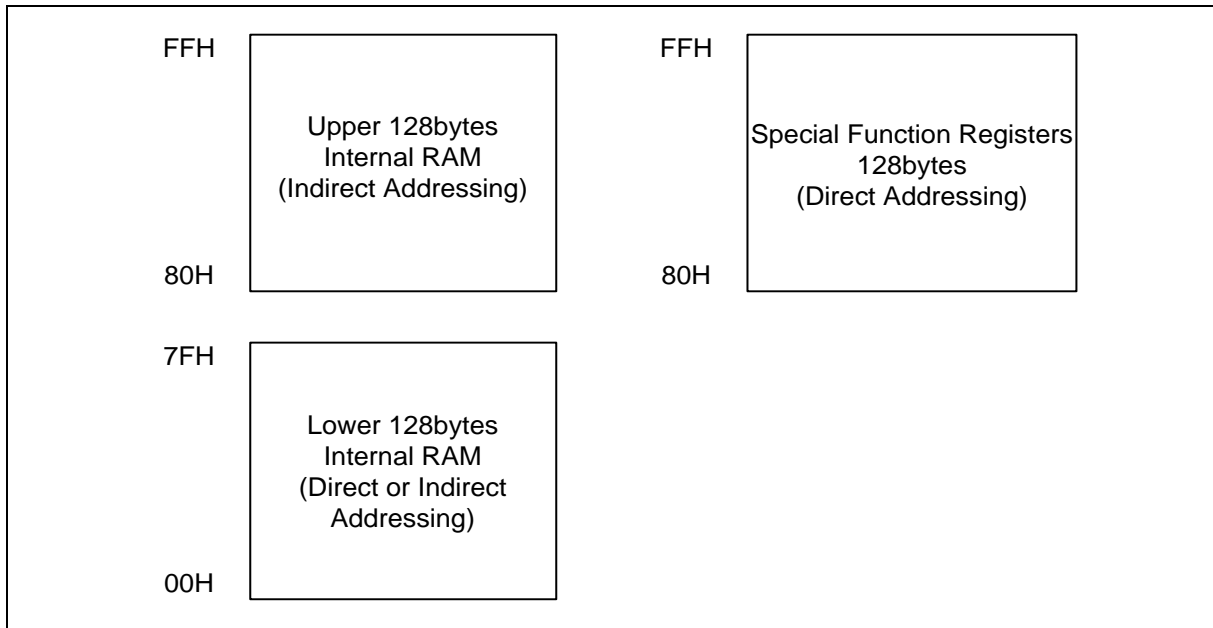 FFH
Upper 128bytes
Internal RAM
(Indirect Addressing)
80H
FFH
Special Function Registers
128bytes
(Direct Addressing)
80H
7FH
Lower 128bytes
Internal RAM
(Direct or Indirect
Addressing)
00H